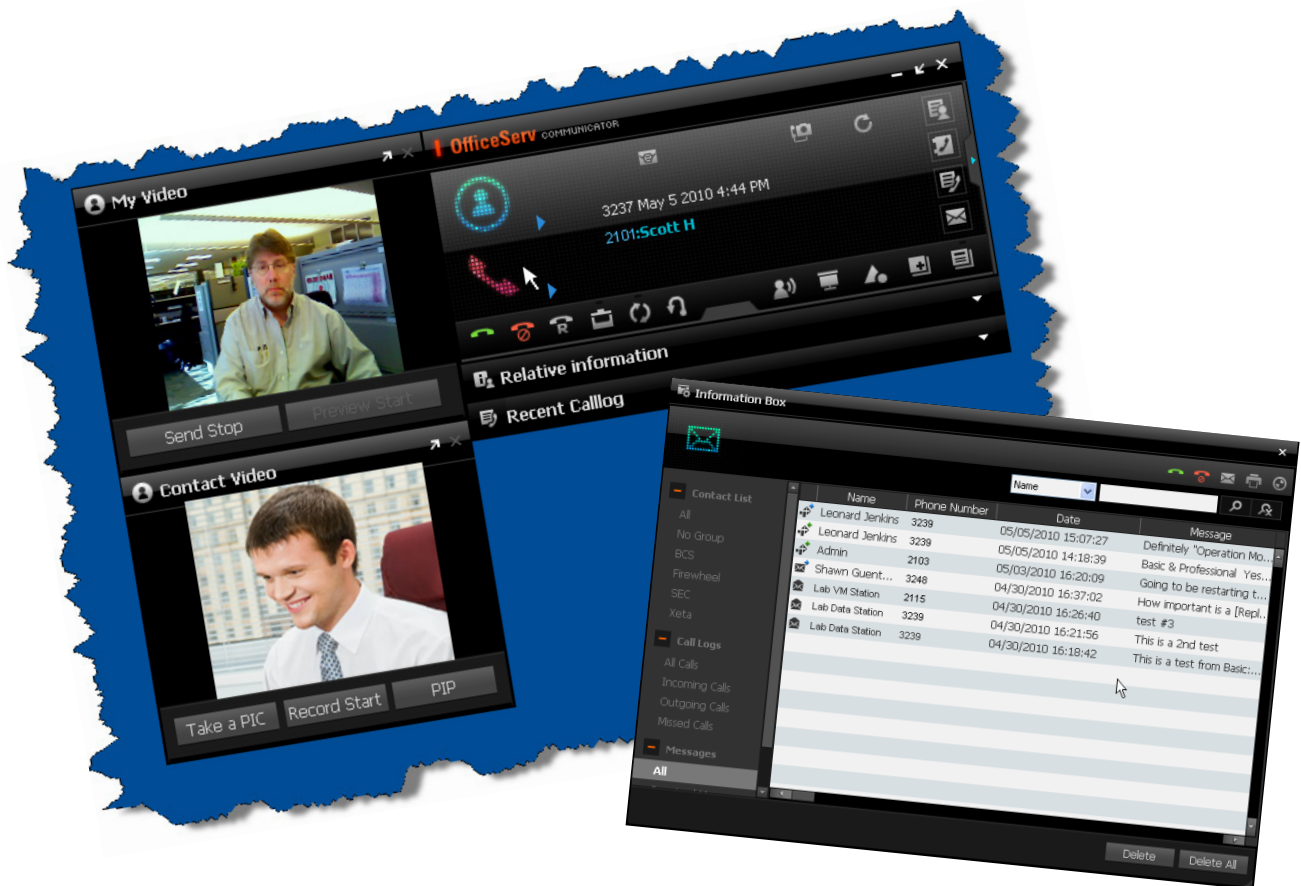 My Video
OfficeServ COMMUNICATOR
3237 May 5 2010 4:44 PM
2101:Scott H
R
Send Stop
Preview Start
Relative information
Recent Calllog
Contact Video
Take a PIC
Record Start
PIP
Information Box
Name
Contact List
All
No Group
BCS
Firewheel
SEC
Xeta
Call Logs
All Calls
Incoming Calls
Outgoing Calls
Missed Calls
Messages
All
Name Phone Number Date Message
Leonard Jenkins 3239 05/05/2010 15:07:27 Definitely "Operation Mo...
Leonard Jenkins 3239 05/05/2010 14:18:39 Basic & Professional Yes...
Admin 2103 05/03/2010 16:20:09 Going to be restarting t...
Shawn Guent... 3248 04/30/2010 16:37:02 How important is a [Repl...
Lab VM Station 2115 04/30/2010 16:26:40 test #3
Lab Data Station 3239 04/30/2010 16:21:56 This is a 2nd test
Lab Data Station 3239 04/30/2010 16:18:42 This is a test from Basic:...
Delete
Delete All